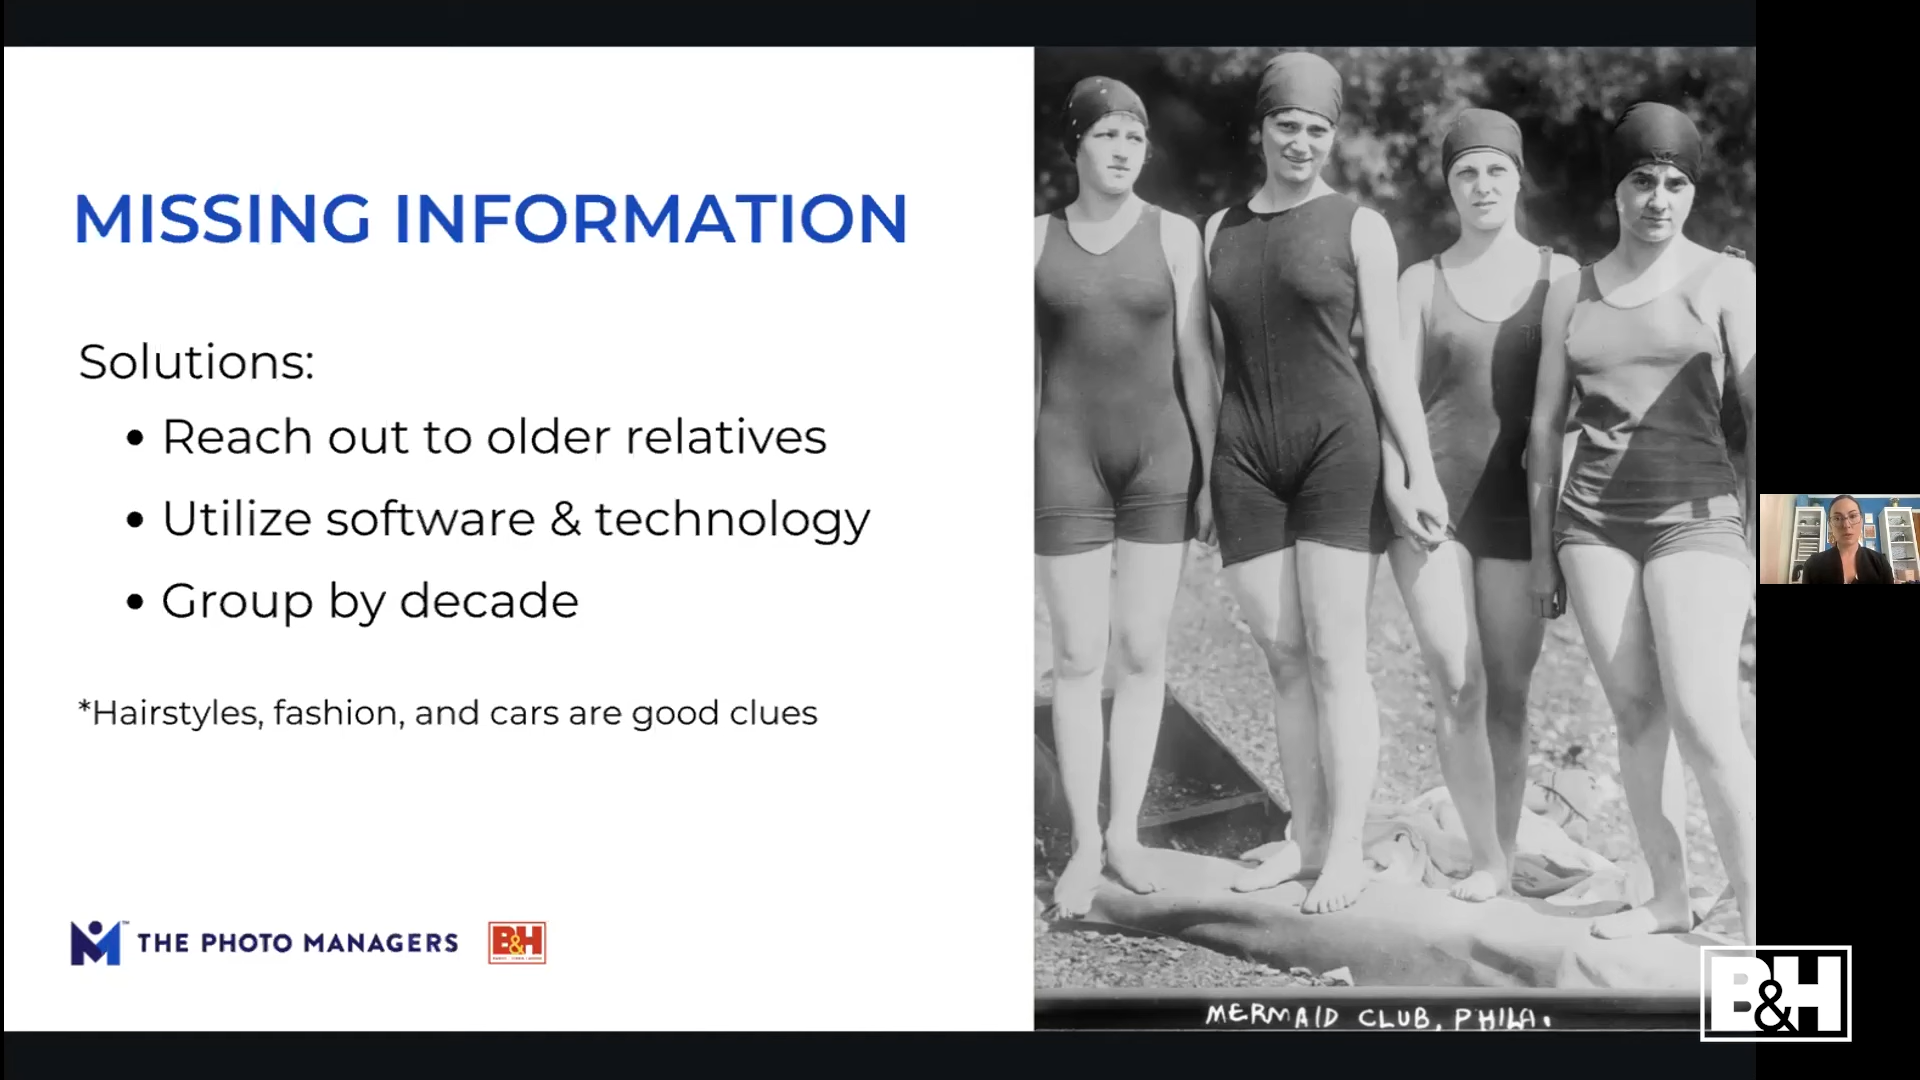 MISSING INFORMATION
Solutions:
• Reach out to older relatives
• Utilize software & technology
• Group by decade
*Hairstyles, fashion, and cars are good clues
THE PHOTO MANAGERS
B&H
MERMAID CLUB, PHILA.
B&H